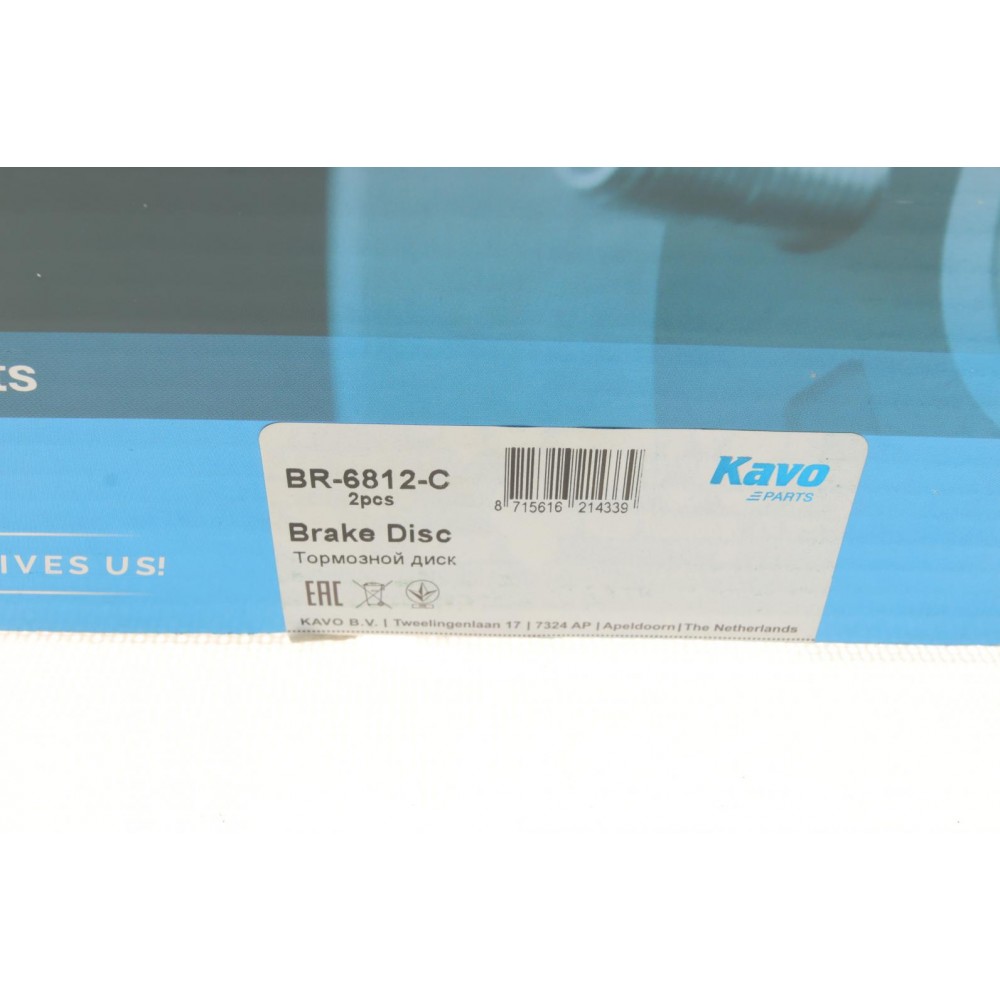 ts
IVES US!
BR-6812-C
2pcs
8 715616 214339
Kavo
PARTS
Brake Disc
Тормозной диск
EAC
KAVO B.V. | Tweelingenlaan 17 | 7324 AP | Apeldoorn | The Netherlands